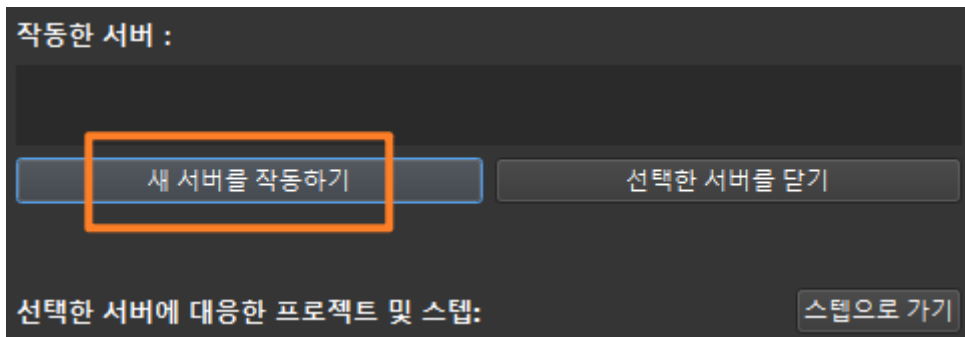 작동한 서버 :
새 서버를 작동하기
선택한 서버를 닫기
선택한 서버에 대응한 프로젝트 및 스텝:
스텝으로 가기